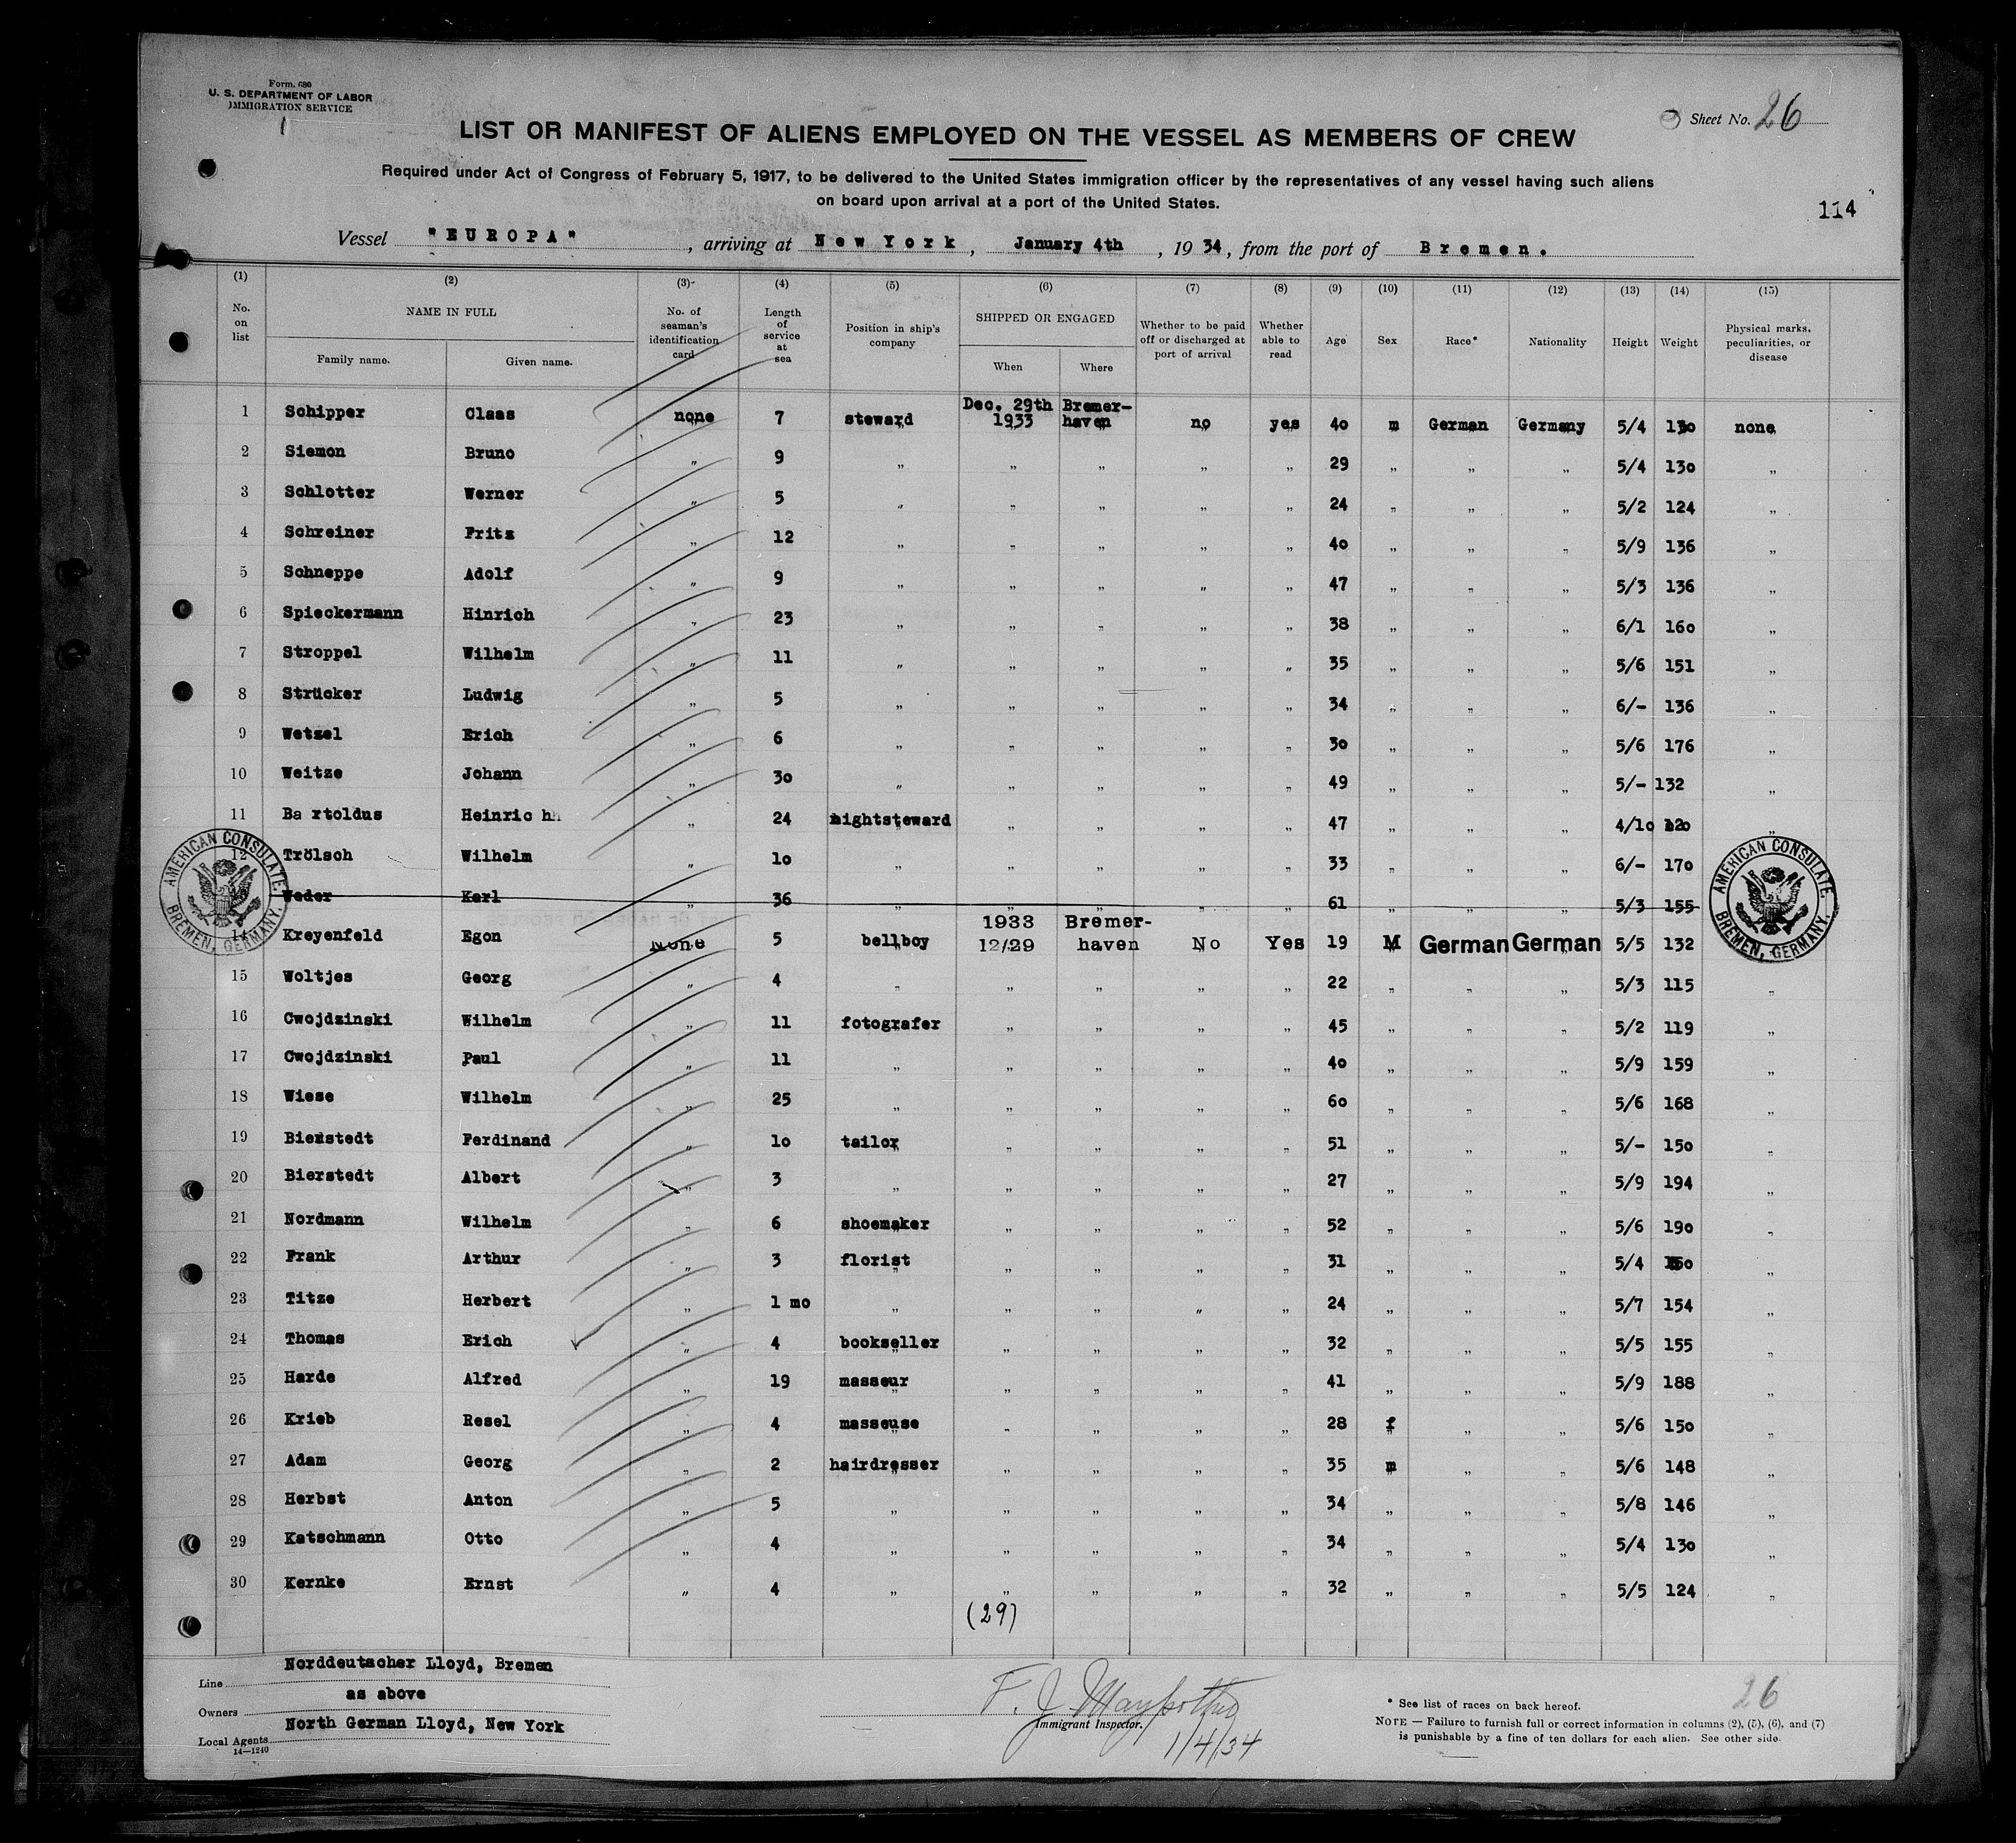 Form. 680
U. S. DEPARTMENT OF LABOR
IMMIGRATION SERVICE
Sheet No. 26
LIST OR MANIFEST OF ALIENS EMPLOYED ON THE VESSEL AS MEMBERS OF CREW
Required under Act of Congress of February 5, 1917, to be delivered to the United States immigration officer by the representatives of any vessel having such aliens
on board upon arrival at a port of the United States.
114
Vessel "EUROPA", arriving at New York, January 4th, 1934, from the port of Bremen.
(1) (2) (3) (4) (5) (6) (7) (8) (9) (10) (11) (12) (13) (14) (15)
No. on list NAME IN FULL Family name. Given name. No. of seaman's identification card Length of service at sea Position in ship's company SHIPPED OR ENGAGED When Where Whether to be paid off or discharged at port of arrival Whether able to read Age Sex Race* Nationality Height Weight Physical marks, peculiarities, or disease
1 Schipper Claas none 7 steward Dec. 29th 1933 Bremer-haven no yes 40 m German Germany 5/4 130 none
2 Siemon Bruno " 9 " " " " " 29 " " " 5/4 130 "
3 Schlotter Werner " 5 " " " " " 24 " " " 5/2 124 "
4 Schreiner Fritz " 12 " " " " " 40 " " " 5/9 136 "
5 Schneppe Adolf " 9 " " " " " 47 " " " 5/3 136 "
6 Spieckermann Hinrich " 23 " " " " " 38 " " " 6/1 160 "
7 Stroppel Wilhelm " 11 " " " " " 35 " " " 5/6 151 "
8 Strücker Ludwig " 5 " " " " " 34 " " " 6/- 136 "
9 Wetzel Erich " 6 " " " " " 30 " " " 5/6 176 "
10 Weitze Johann " 30 " " " " " 49 " " " 5/- 132 "
11 Ba rtoldus Heinric h " 24 nightsteward " " " " 47 " " " 4/10 120 "
12 Trölsch Wilhelm " 10 " " " " " 33 " " " 6/- 170
Weder Karl " 36 " " " " " 61 " " " 5/3 155
14 Kreyenfeld Egon None 5 bellboy 1933 12/29 Bremer-haven No Yes 19 M German German 5/5 132
15 Woltjes Georg " 4 " " " " " 22 " " " 5/3 115 "
16 Cwojdzinski Wilhelm " 11 fotografer " " " " 45 " " " 5/2 119 "
17 Cwojdzinski Paul " 11 " " " " " 40 " " " 5/9 159 "
18 Wiese Wilhelm " 25 " " " " " 60 " " " 5/6 168 "
19 Bierstedt Ferdinand " 10 tailor " " " " 51 " " " 5/- 150 "
20 Bierstedt Albert " 3 " " " " " 27 " " " 5/9 194 "
21 Nordmann Wilhelm " 6 shoemaker " " " " 52 " " " 5/6 190 "
22 Frank Arthur " 3 florist " " " " 31 " " " 5/4 150 "
23 Titze Herbert " 1 mo " " " " " 24 " " " 5/7 154 "
24 Thomas Erich " 4 bookseller " " " " 32 " " " 5/5 155 "
25 Harde Alfred " 19 masseur " " " " 41 " " " 5/9 188 "
26 Krieb Resel " 4 masseuse " " " " 28 f " " 5/6 150 "
27 Adam Georg " 2 hairdresser " " " " 35 m " " 5/6 148 "
28 Herbst Anton " 5 " " " " " 34 " " " 5/8 146 "
29 Katschmann Otto " 4 " " " " " 34 " " " 5/4 130 "
30 Kernke Ernst " 4 " " " " " 32 " " " 5/5 124 "
(29)
AMERICAN CONSULATE. BREMEN, GERMANY.
AMERICAN CONSULATE. BREMEN, GERMANY.
Line Norddeutscher Lloyd, Bremen
Owners as above
Local Agents North German Lloyd, New York
14—1240
F. J.
Immigrant Inspector.
1/4/34
26
* See list of races on back hereof.
NOTE — Failure to furnish full or correct information in columns (2), (5), (6), and (7)
is punishable by a fine of ten dollars for each alien. See other side.